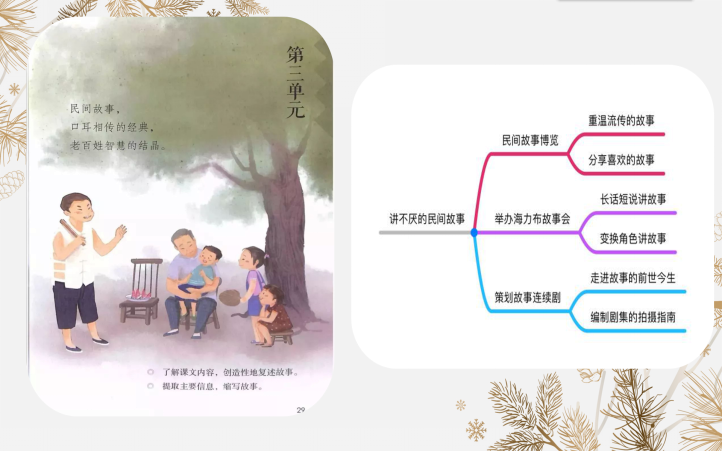 第三单元
民间故事，
口耳相传的经典，
老百姓智慧的结晶。
了解课文内容，创造性地复述故事。
提取主要信息，缩写故事。
29
讲不厌的民间故事
民间故事博览
重温流传的故事
分享喜欢的故事
举办海力布故事会
长话短说讲故事
变换角色讲故事
策划故事连续剧
走进故事的前世今生
编制剧集的拍摄指南